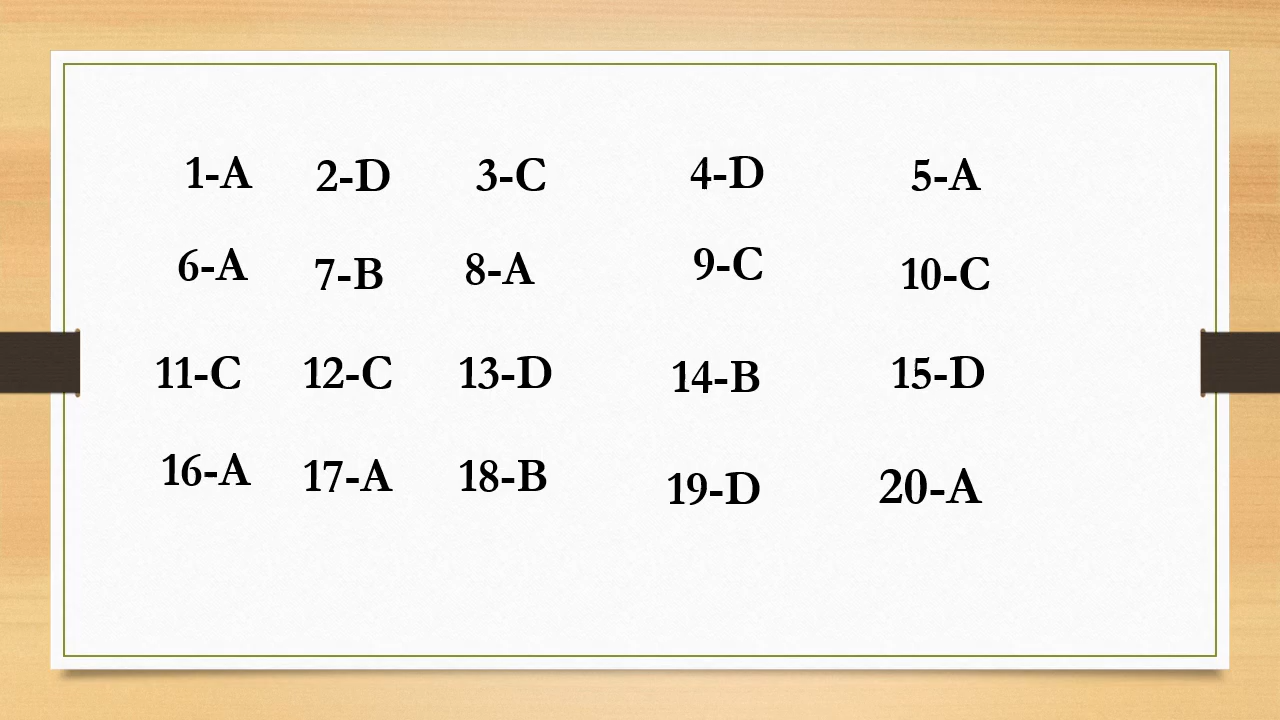 1-A 2-D 3-C 4-D 5-A
6-A 7-B 8-A 9-C 10-C
11-C 12-C 13-D 14-B 15-D
16-A 17-A 18-B 19-D 20-A